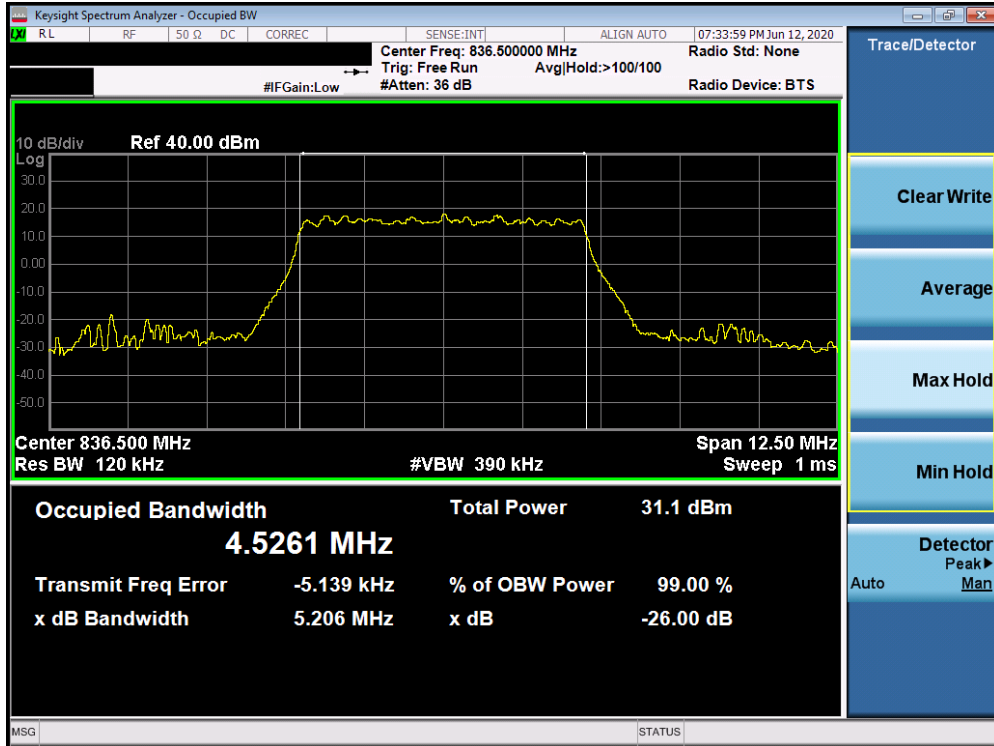 Keysight Spectrum Analyzer - Occupied BW
LXI RL RF 50 Ω DC CORREC SENSE:INT ALIGN AUTO 07:33:59 PM Jun 12, 2020
Center Freq: 836.500000 MHz Radio Std: None
Trig: Free Run Avg|Hold:>100/100
#IFGain:Low #Atten: 36 dB Radio Device: BTS
10 dB/div Ref 40.00 dBm
Log
30.0
20.0
10.0
0.00
-10.0
-20.0
-30.0
-40.0
-50.0
Center 836.500 MHz Span 12.50 MHz
Res BW 120 kHz #VBW 390 kHz Sweep 1 ms
Occupied Bandwidth Total Power 31.1 dBm
4.5261 MHz
Transmit Freq Error -5.139 kHz % of OBW Power 99.00 %
x dB Bandwidth 5.206 MHz x dB -26.00 dB
MSG STATUS
Trace/Detector
Clear Write
Average
Max Hold
Min Hold
Detector
Peak▶
Auto Man